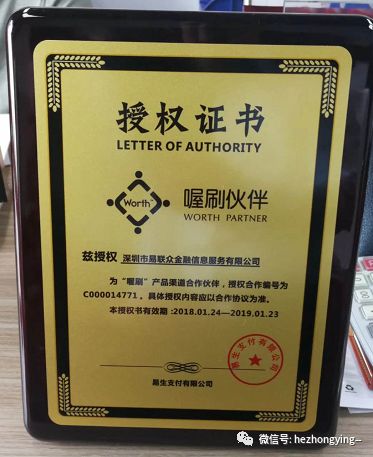 授权证书
LETTER OF AUTHORITY
Worth
喔刷伙伴
WORTH PARTNER
兹授权 深圳市易联众金融信息服务有限公司
为“喔刷”产品渠道合作伙伴，授权合作编号为
C000014771。具体授权内容应以合作协议为准。
本授权书有效期:2018.01.24—2019.01.23
易生支付有限公司
易生支付有限公司
微信号: hezhongying--